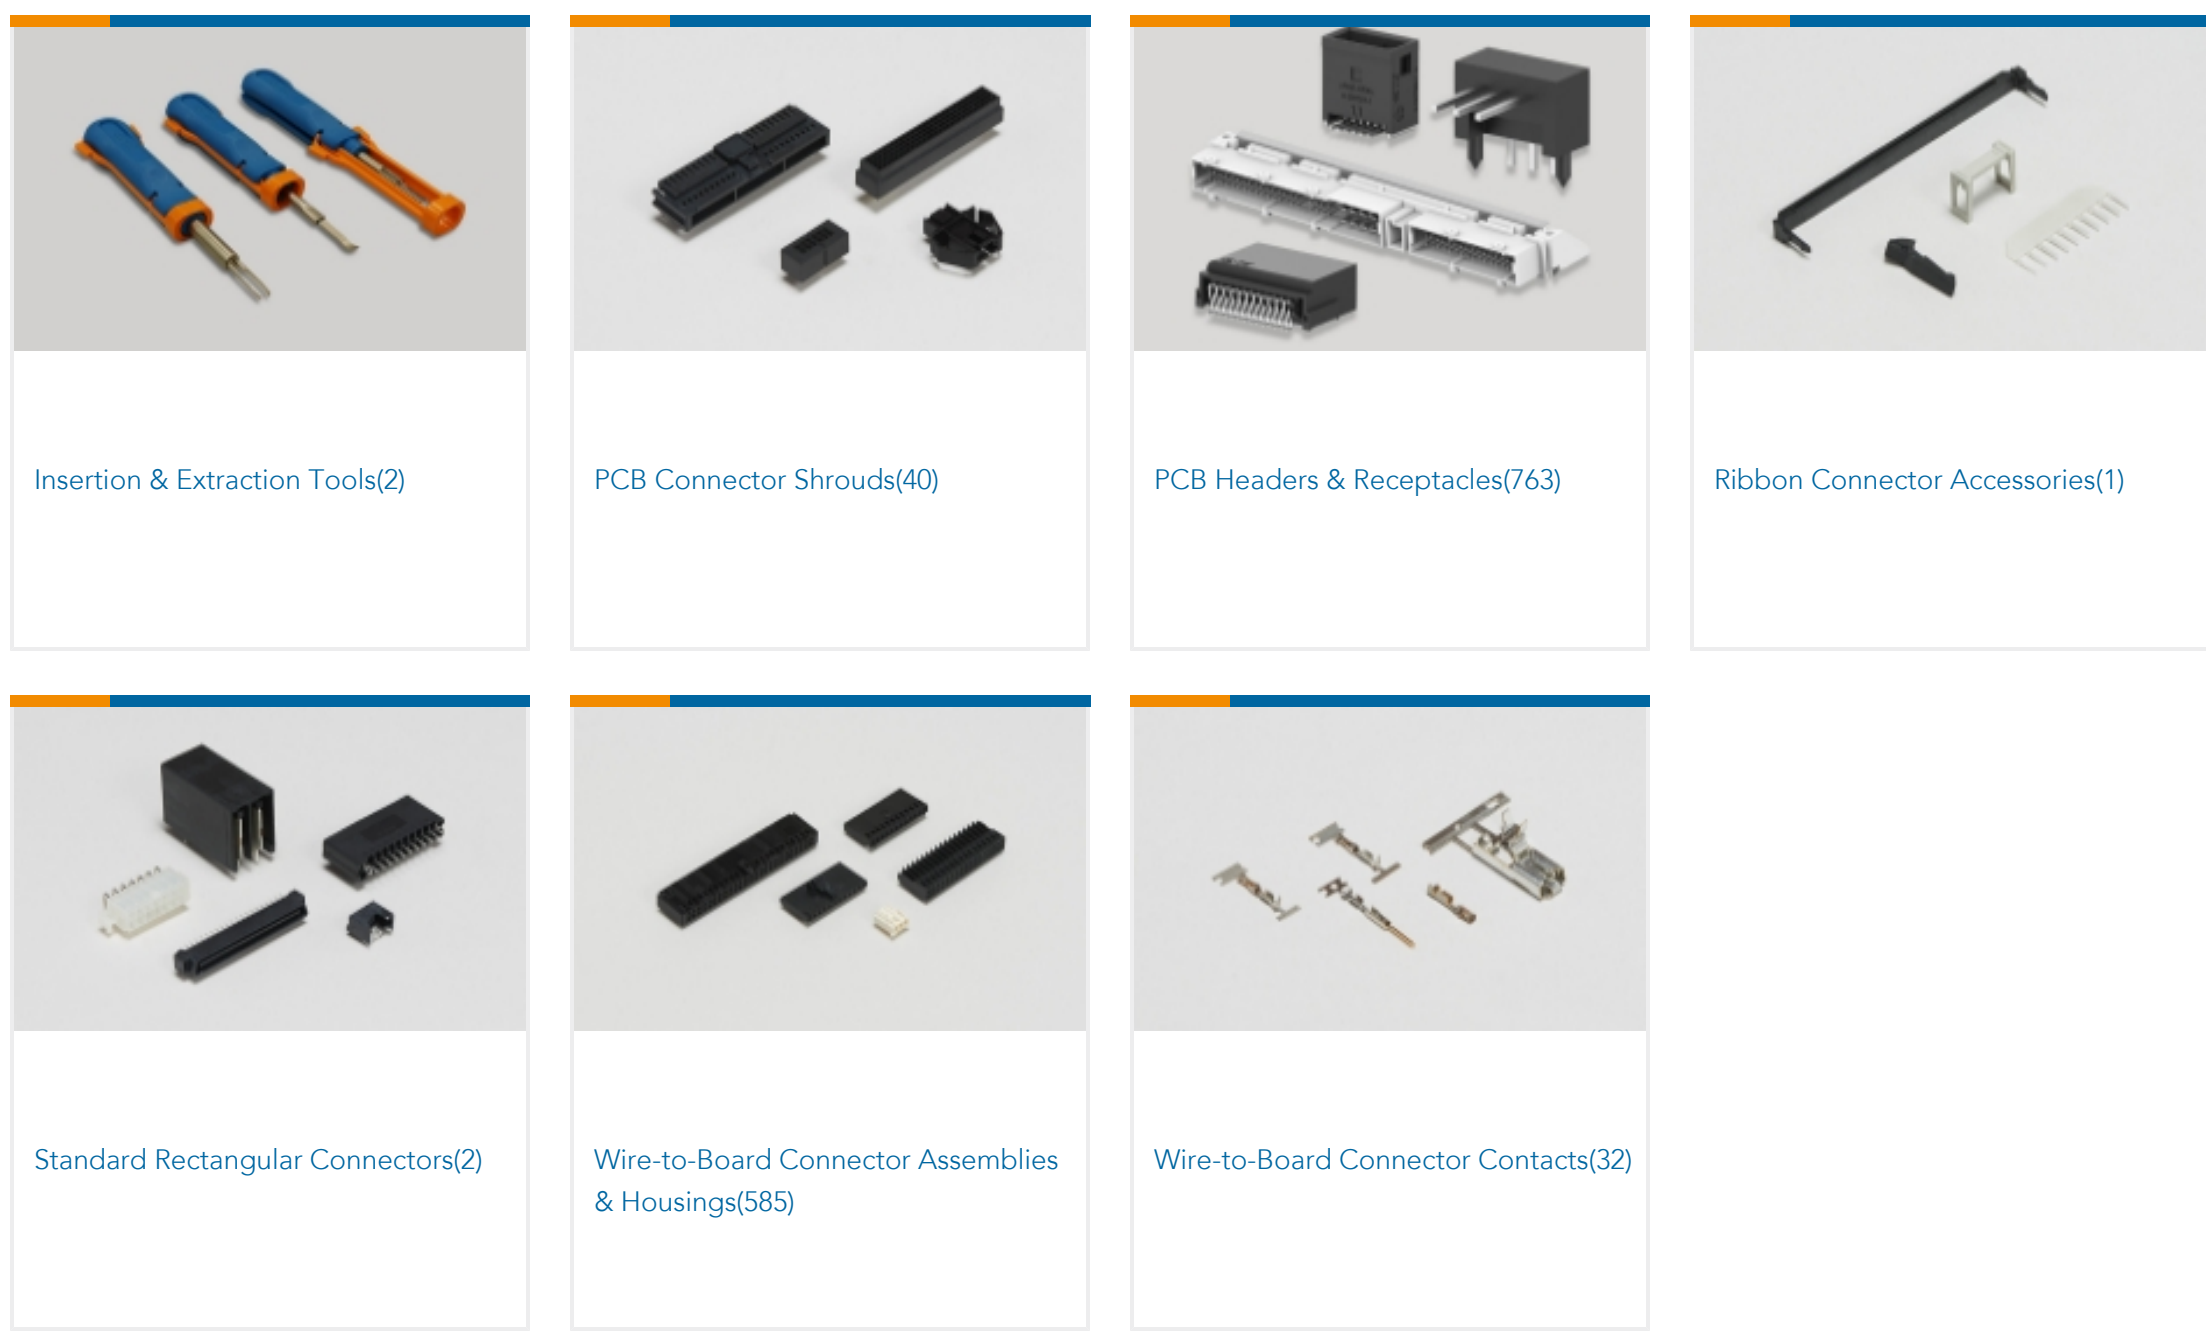 Insertion & Extraction Tools(2)
PCB Connector Shrouds(40)
PCB Headers & Receptacles(763)
Ribbon Connector Accessories(1)
Standard Rectangular Connectors(2)
Wire-to-Board Connector Assemblies
& Housings(585)
Wire-to-Board Connector Contacts(32)